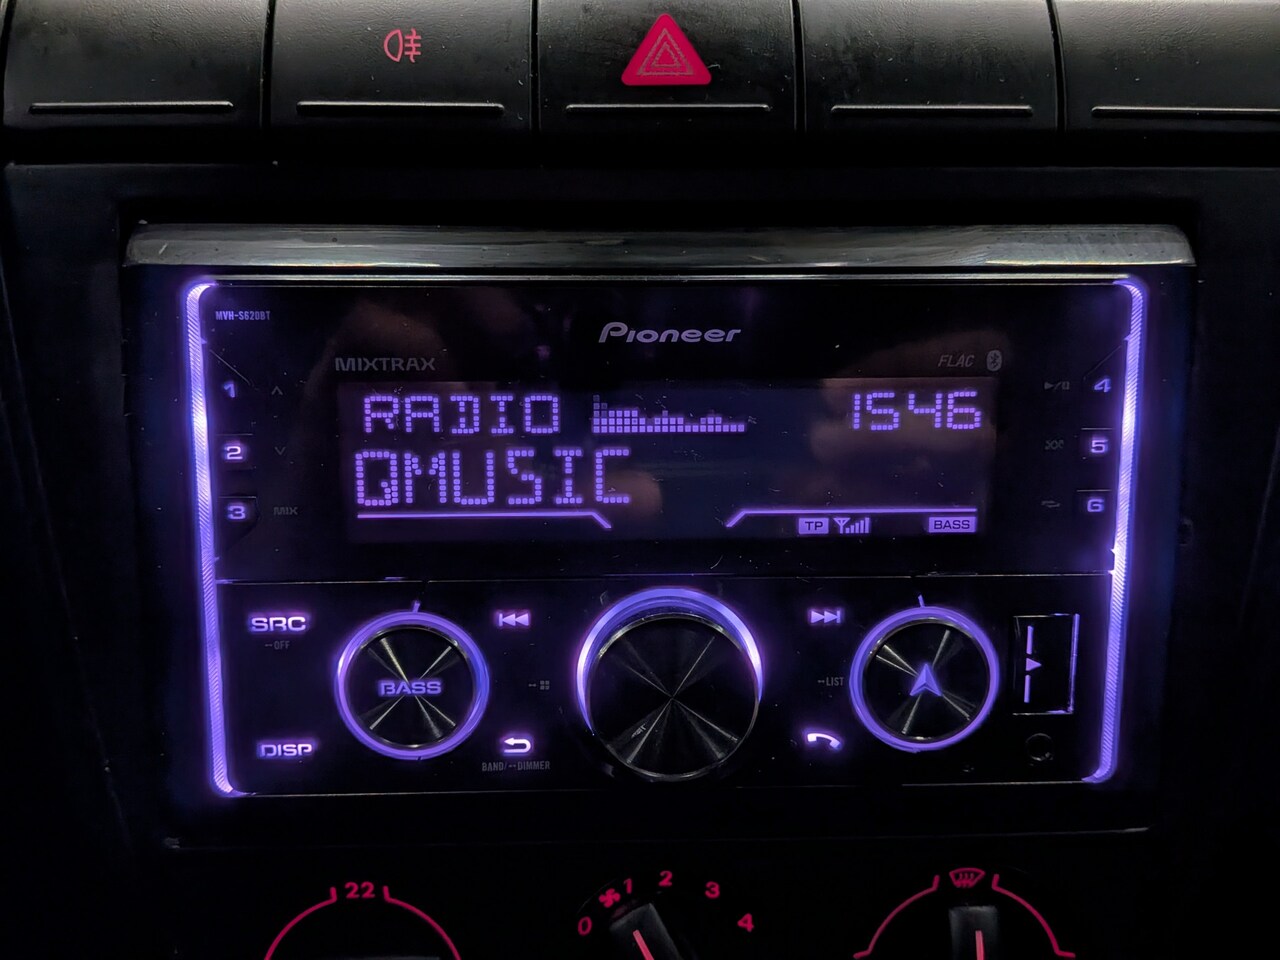 MVH-S620BT
Pioneer
MIXTRAX
FLAC
RADIO 1546
QMUSIC
TP BASS
1
2
3 MIX
4
5
6
SRC
OFF
BASS
LIST
DISP
BAND/ DIMMER
22
0 1 2 3 4